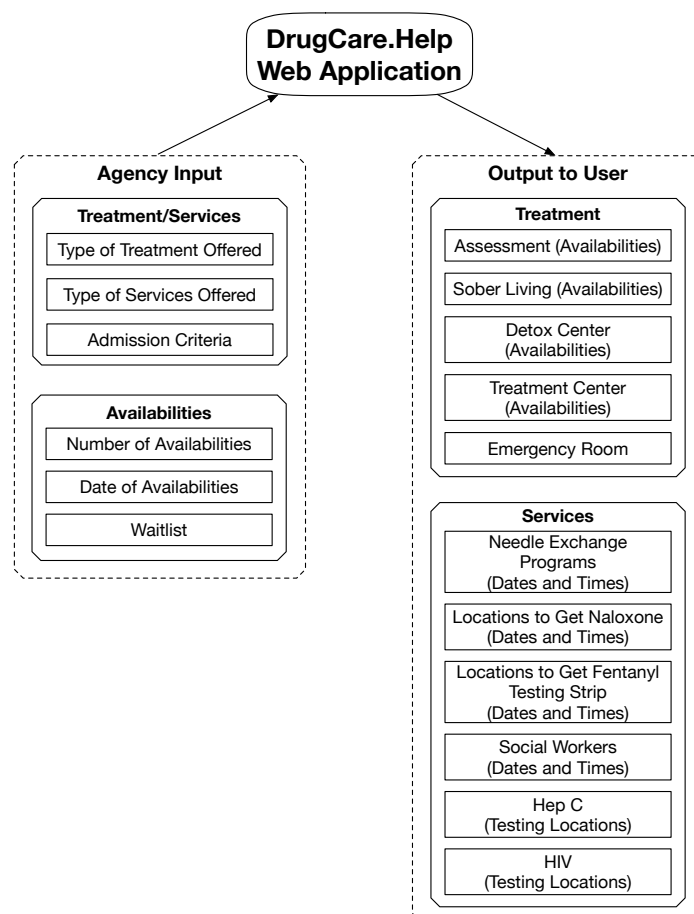 DrugCare.Help
Web Application
Agency Input
Treatment/Services
Type of Treatment Offered
Type of Services Offered
Admission Criteria
Availabilities
Number of Availabilities
Date of Availabilities
Waitlist
Output to User
Treatment
Assessment (Availabilities)
Sober Living (Availabilities)
Detox Center
(Availabilities)
Treatment Center
(Availabilities)
Emergency Room
Services
Needle Exchange
Programs
(Dates and Times)
Locations to Get Naloxone
(Dates and Times)
Locations to Get Fentanyl
Testing Strip
(Dates and Times)
Social Workers
(Dates and Times)
Hep C
(Testing Locations)
HIV
(Testing Locations)